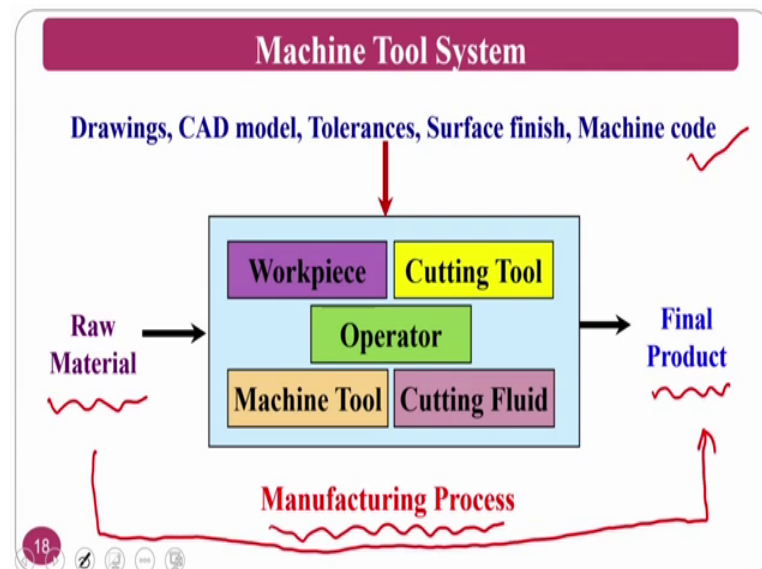 Machine Tool System
Drawings, CAD model, Tolerances, Surface finish, Machine code
Workpiece
Cutting Tool
Raw
Material
Operator
Final
Product
Machine Tool
Cutting Fluid
Manufacturing Process
18